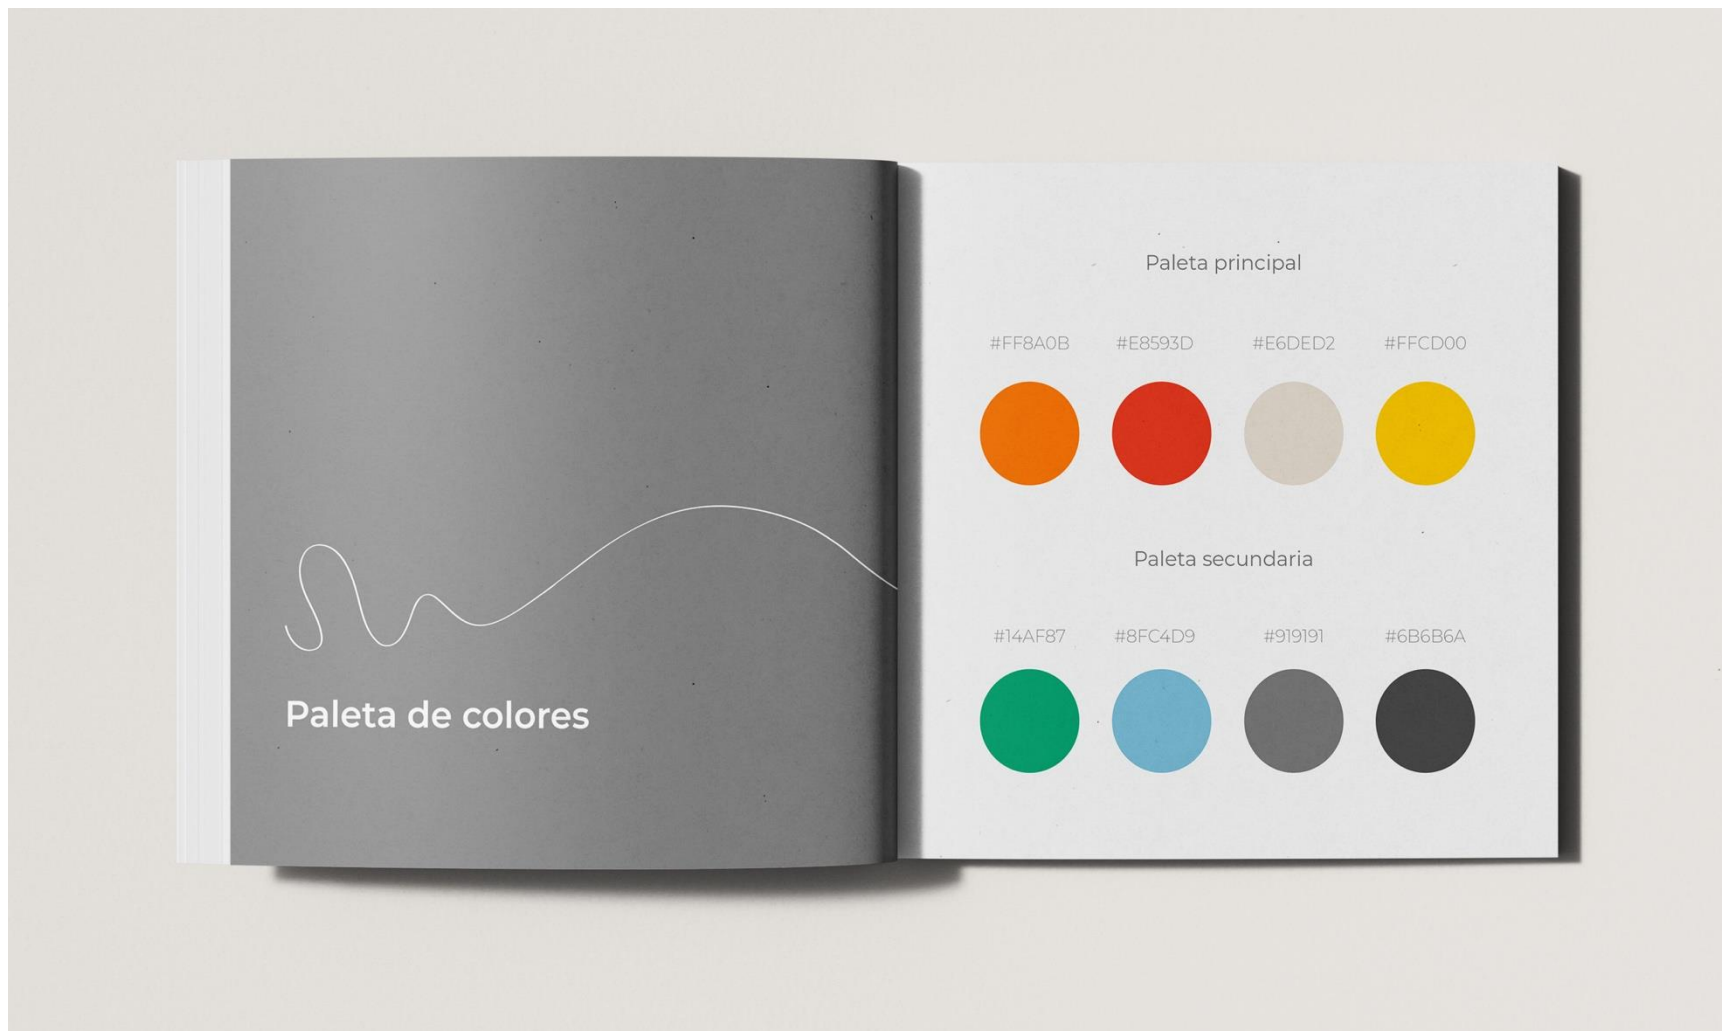 Paleta de colores
Paleta principal
#FF8A0B #E8593D #E6DED2 #FFCD00
Paleta secundaria
#14AF87 #8FC4D9 #919191 #6B6B6A